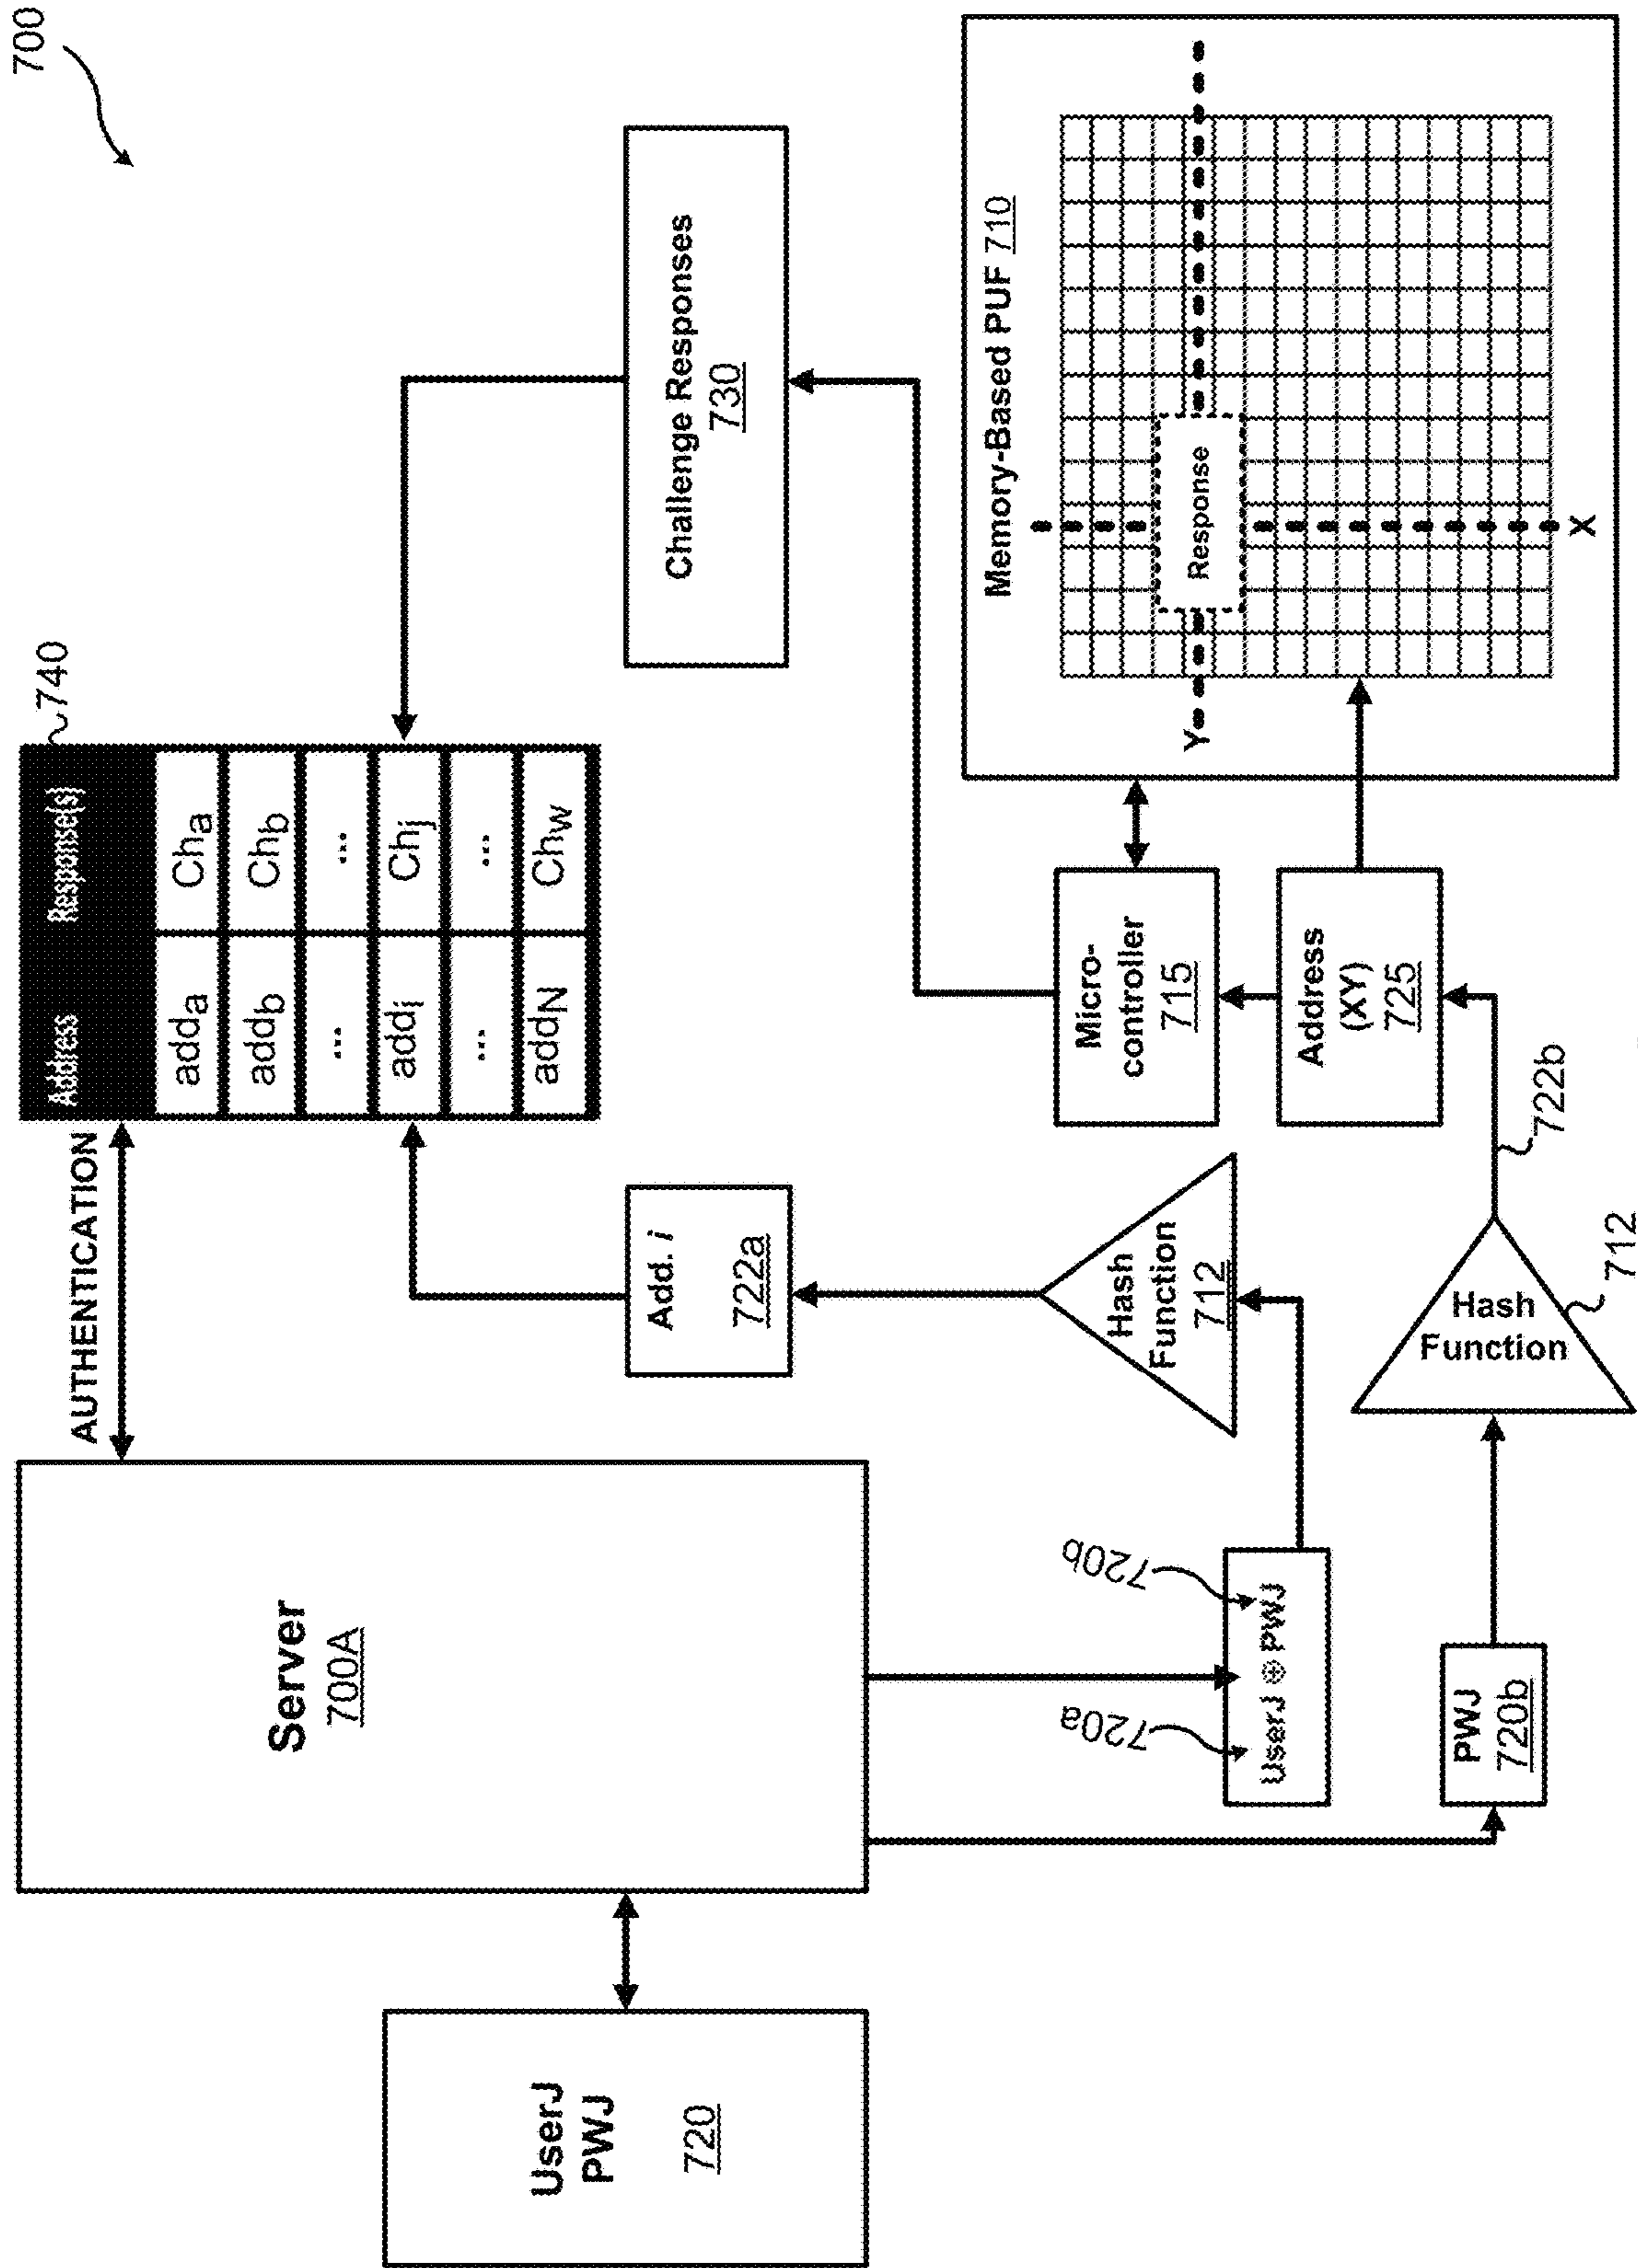 700
UserJ
PWJ
720
Server
700A
AUTHENTICATION
740
Address Response(s)
add_a Ch_a
add_b Ch_b
... ...
add_i Ch_j
... ...
add_N Ch_w
Challenge Responses
730
Add. i
722a
Hash
Function
712
720a
720b
UserJ ⊕ PWJ
PWJ
720b
Hash
Function
712
722b
Micro-
controller
715
Address
(XY)
725
Memory-Based PUF 710
Y
Response
X